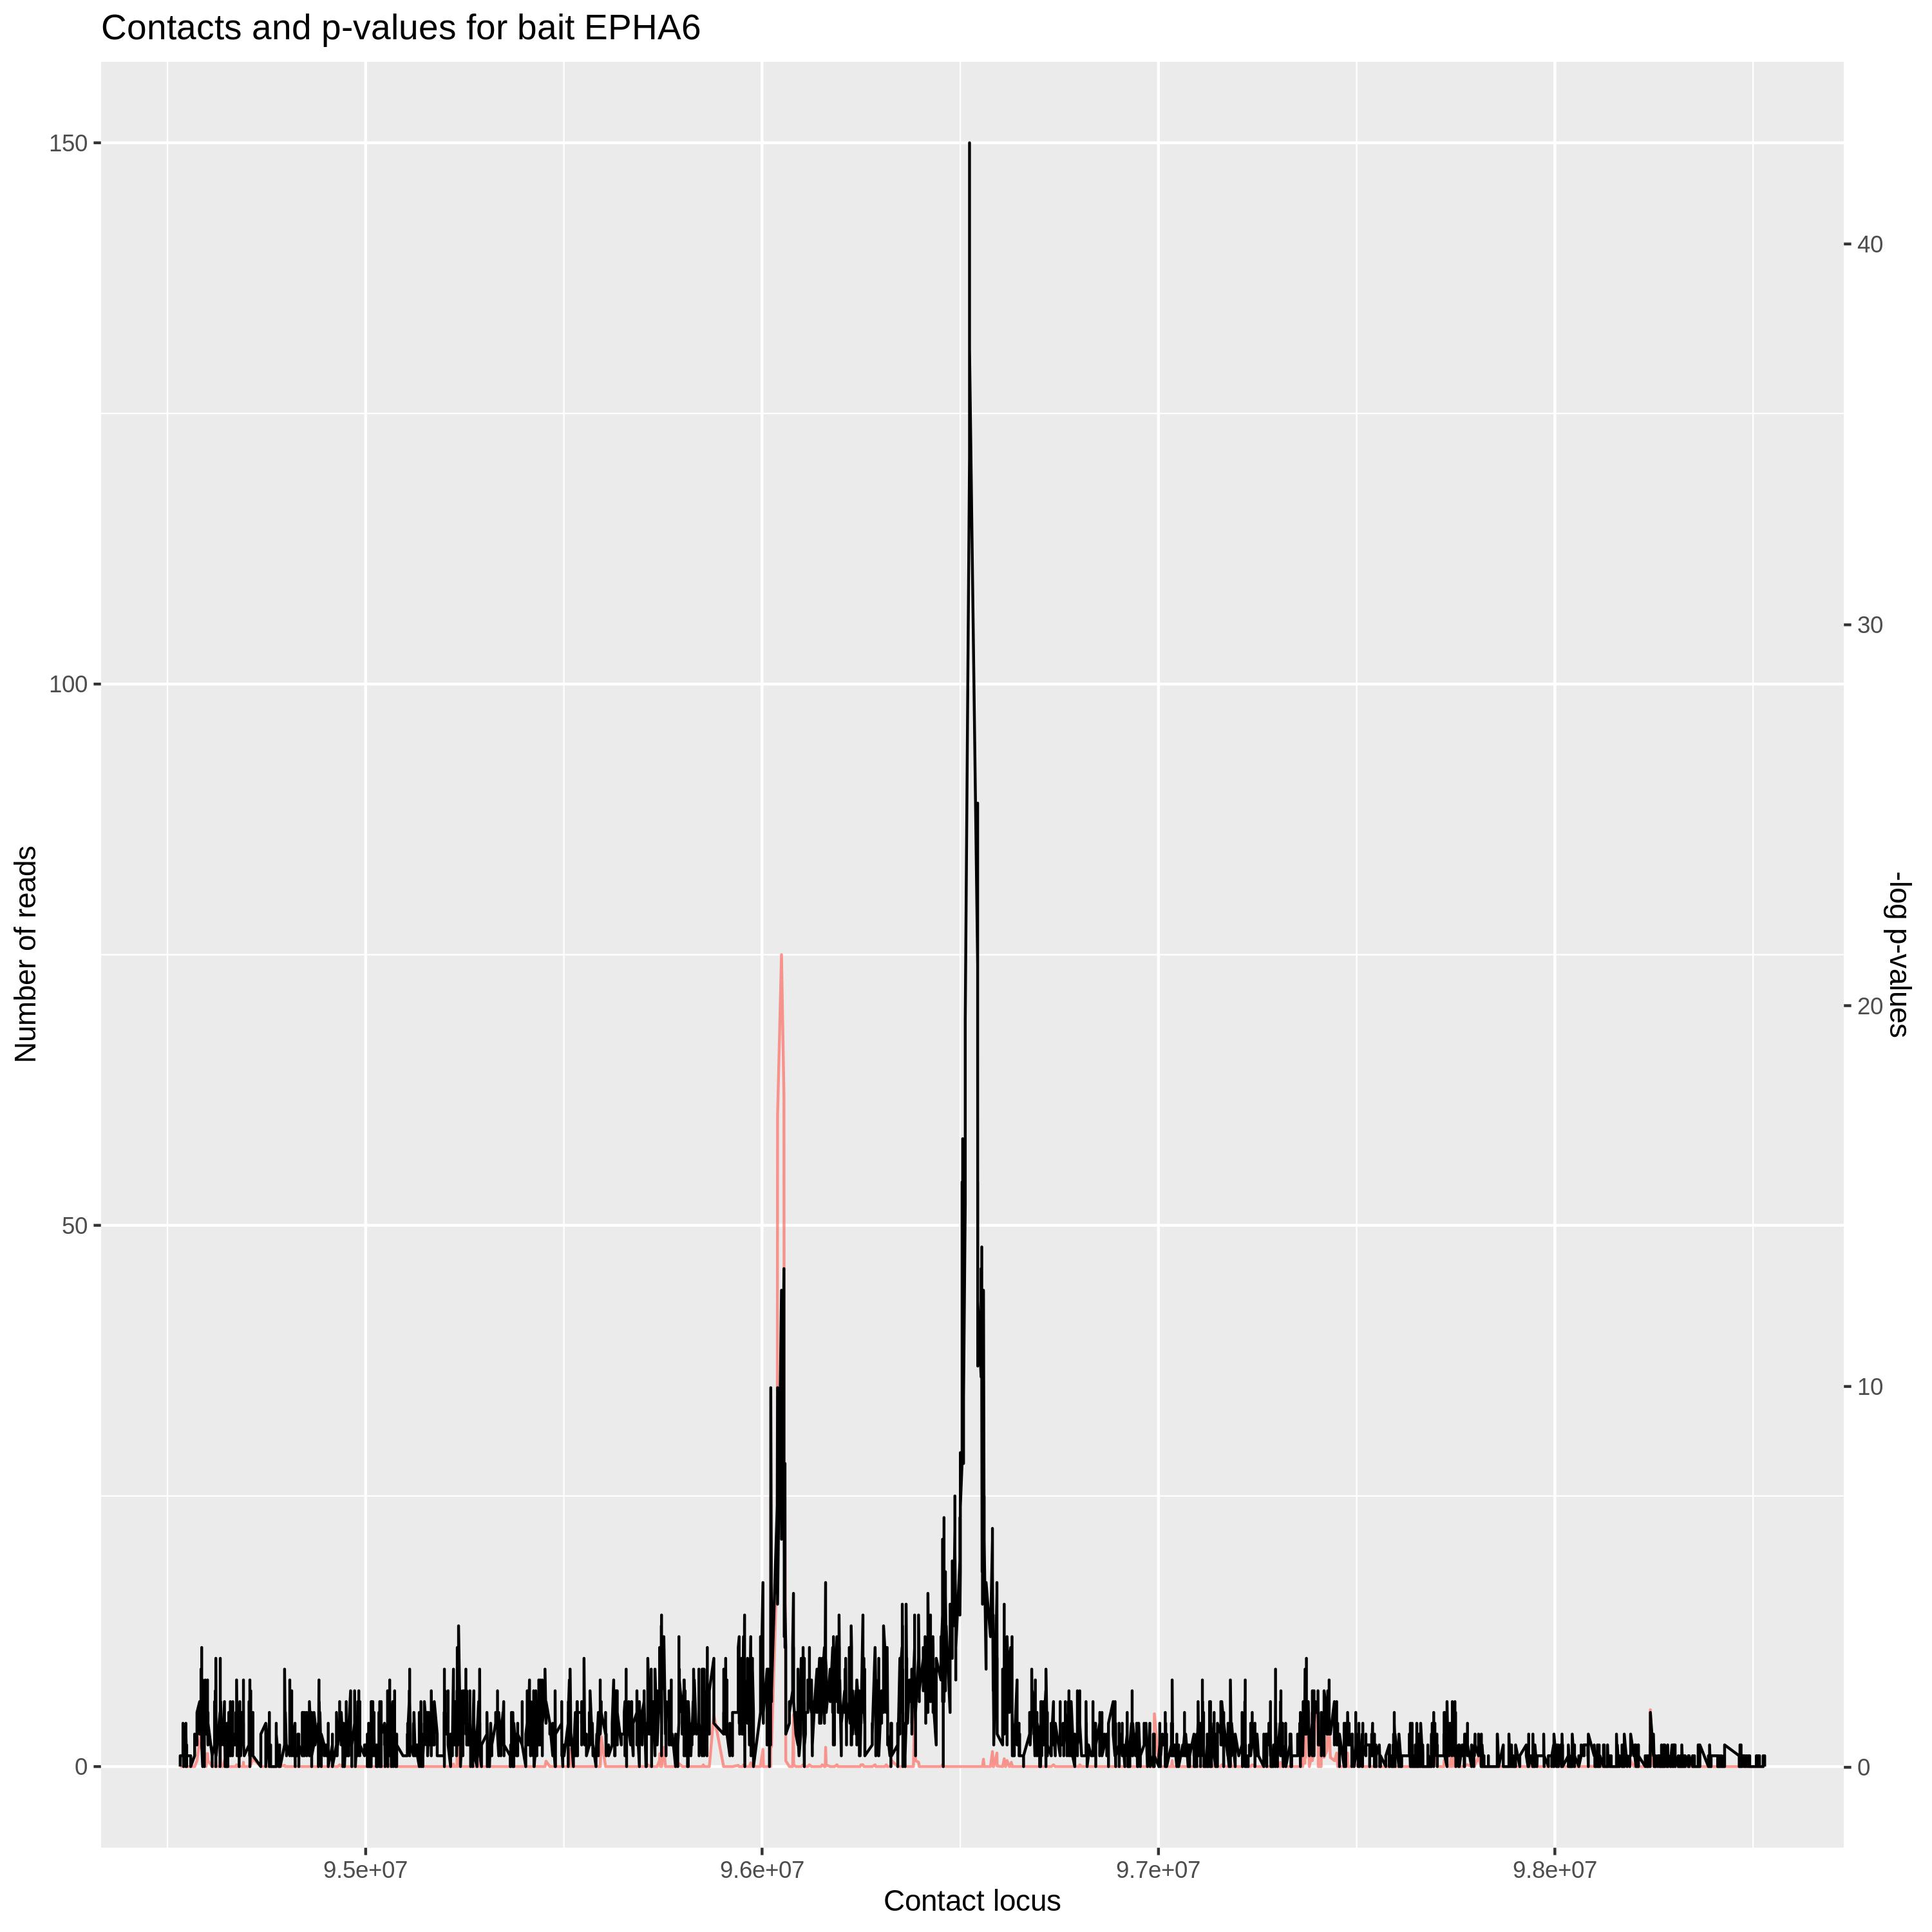 Contacts and p-values for bait EPHA6
150
100
50
0
Number of reads
40
30
20
10
0
-log p-values
9.5e+07
9.6e+07
9.7e+07
9.8e+07
Contact locus